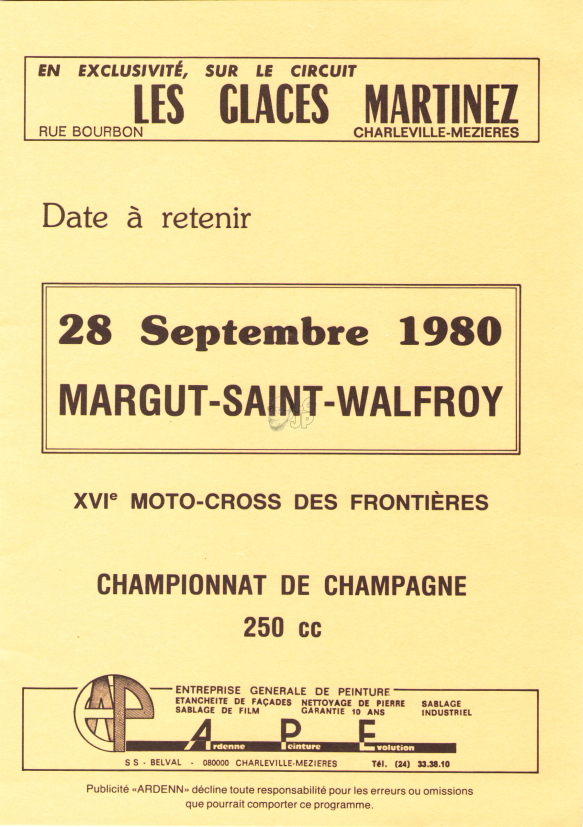 EN EXCLUSIVITÉ, SUR LE CIRCUIT
LES GLACES MARTINEZ
RUE BOURBON CHARLEVILLE-MEZIERES
Date à retenir
28 Septembre 1980
MARGUT-SAINT-WALFROY
XVIe MOTO-CROSS DES FRONTIÈRES
CHAMPIONNAT DE CHAMPAGNE
250 cc
AP
ENTREPRISE GENERALE DE PEINTURE
ETANCHEITE DE FAÇADES NETTOYAGE DE PIERRE SABLAGE
SABLAGE DE FILM GARANTIE 10 ANS INDUSTRIEL
Ardenne Peinture Evolution
SS - BELVAL - 080000 CHARLEVILLE-MEZIERES Tél. (24) 33.38.10
Publicité «ARDENN» décline toute responsabilité pour les erreurs ou omissions
que pourrait comporter ce programme.